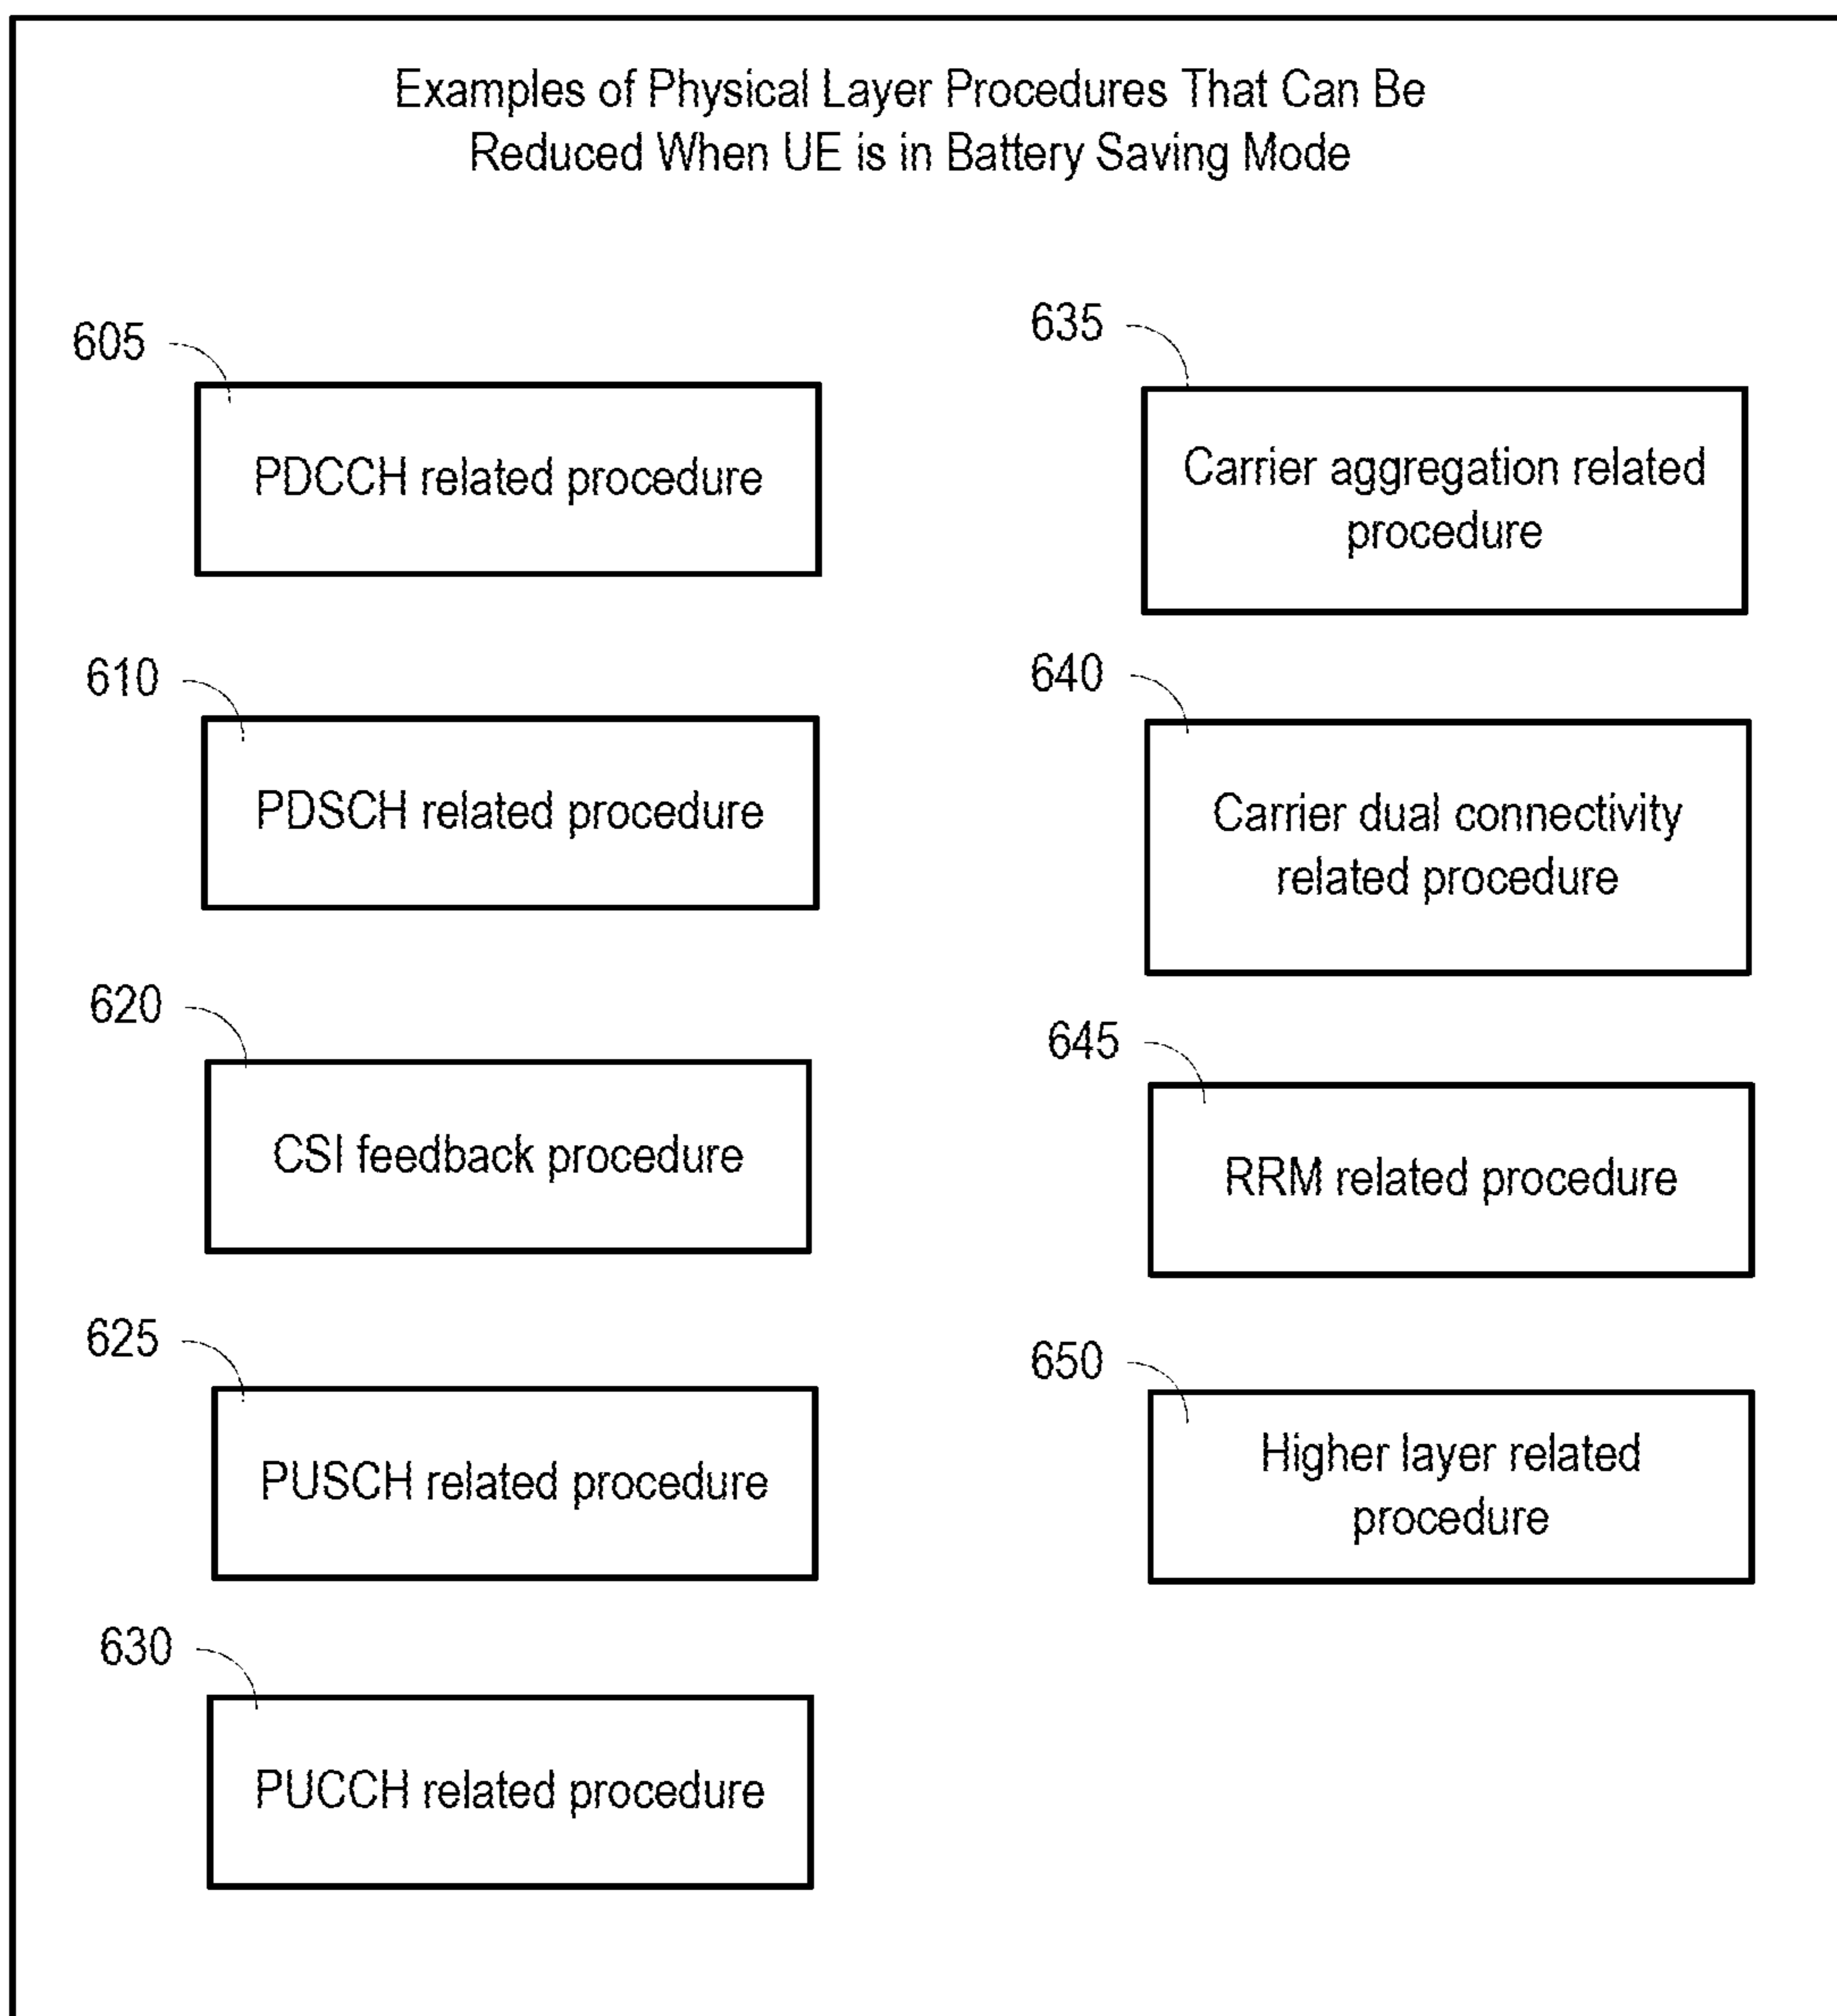 Examples of Physical Layer Procedures That Can Be
Reduced When UE is in Battery Saving Mode
605
PDCCH related procedure
610
PDSCH related procedure
620
CSI feedback procedure
625
PUSCH related procedure
630
PUCCH related procedure
635
Carrier aggregation related
procedure
640
Carrier dual connectivity
related procedure
645
RRM related procedure
650
Higher layer related
procedure